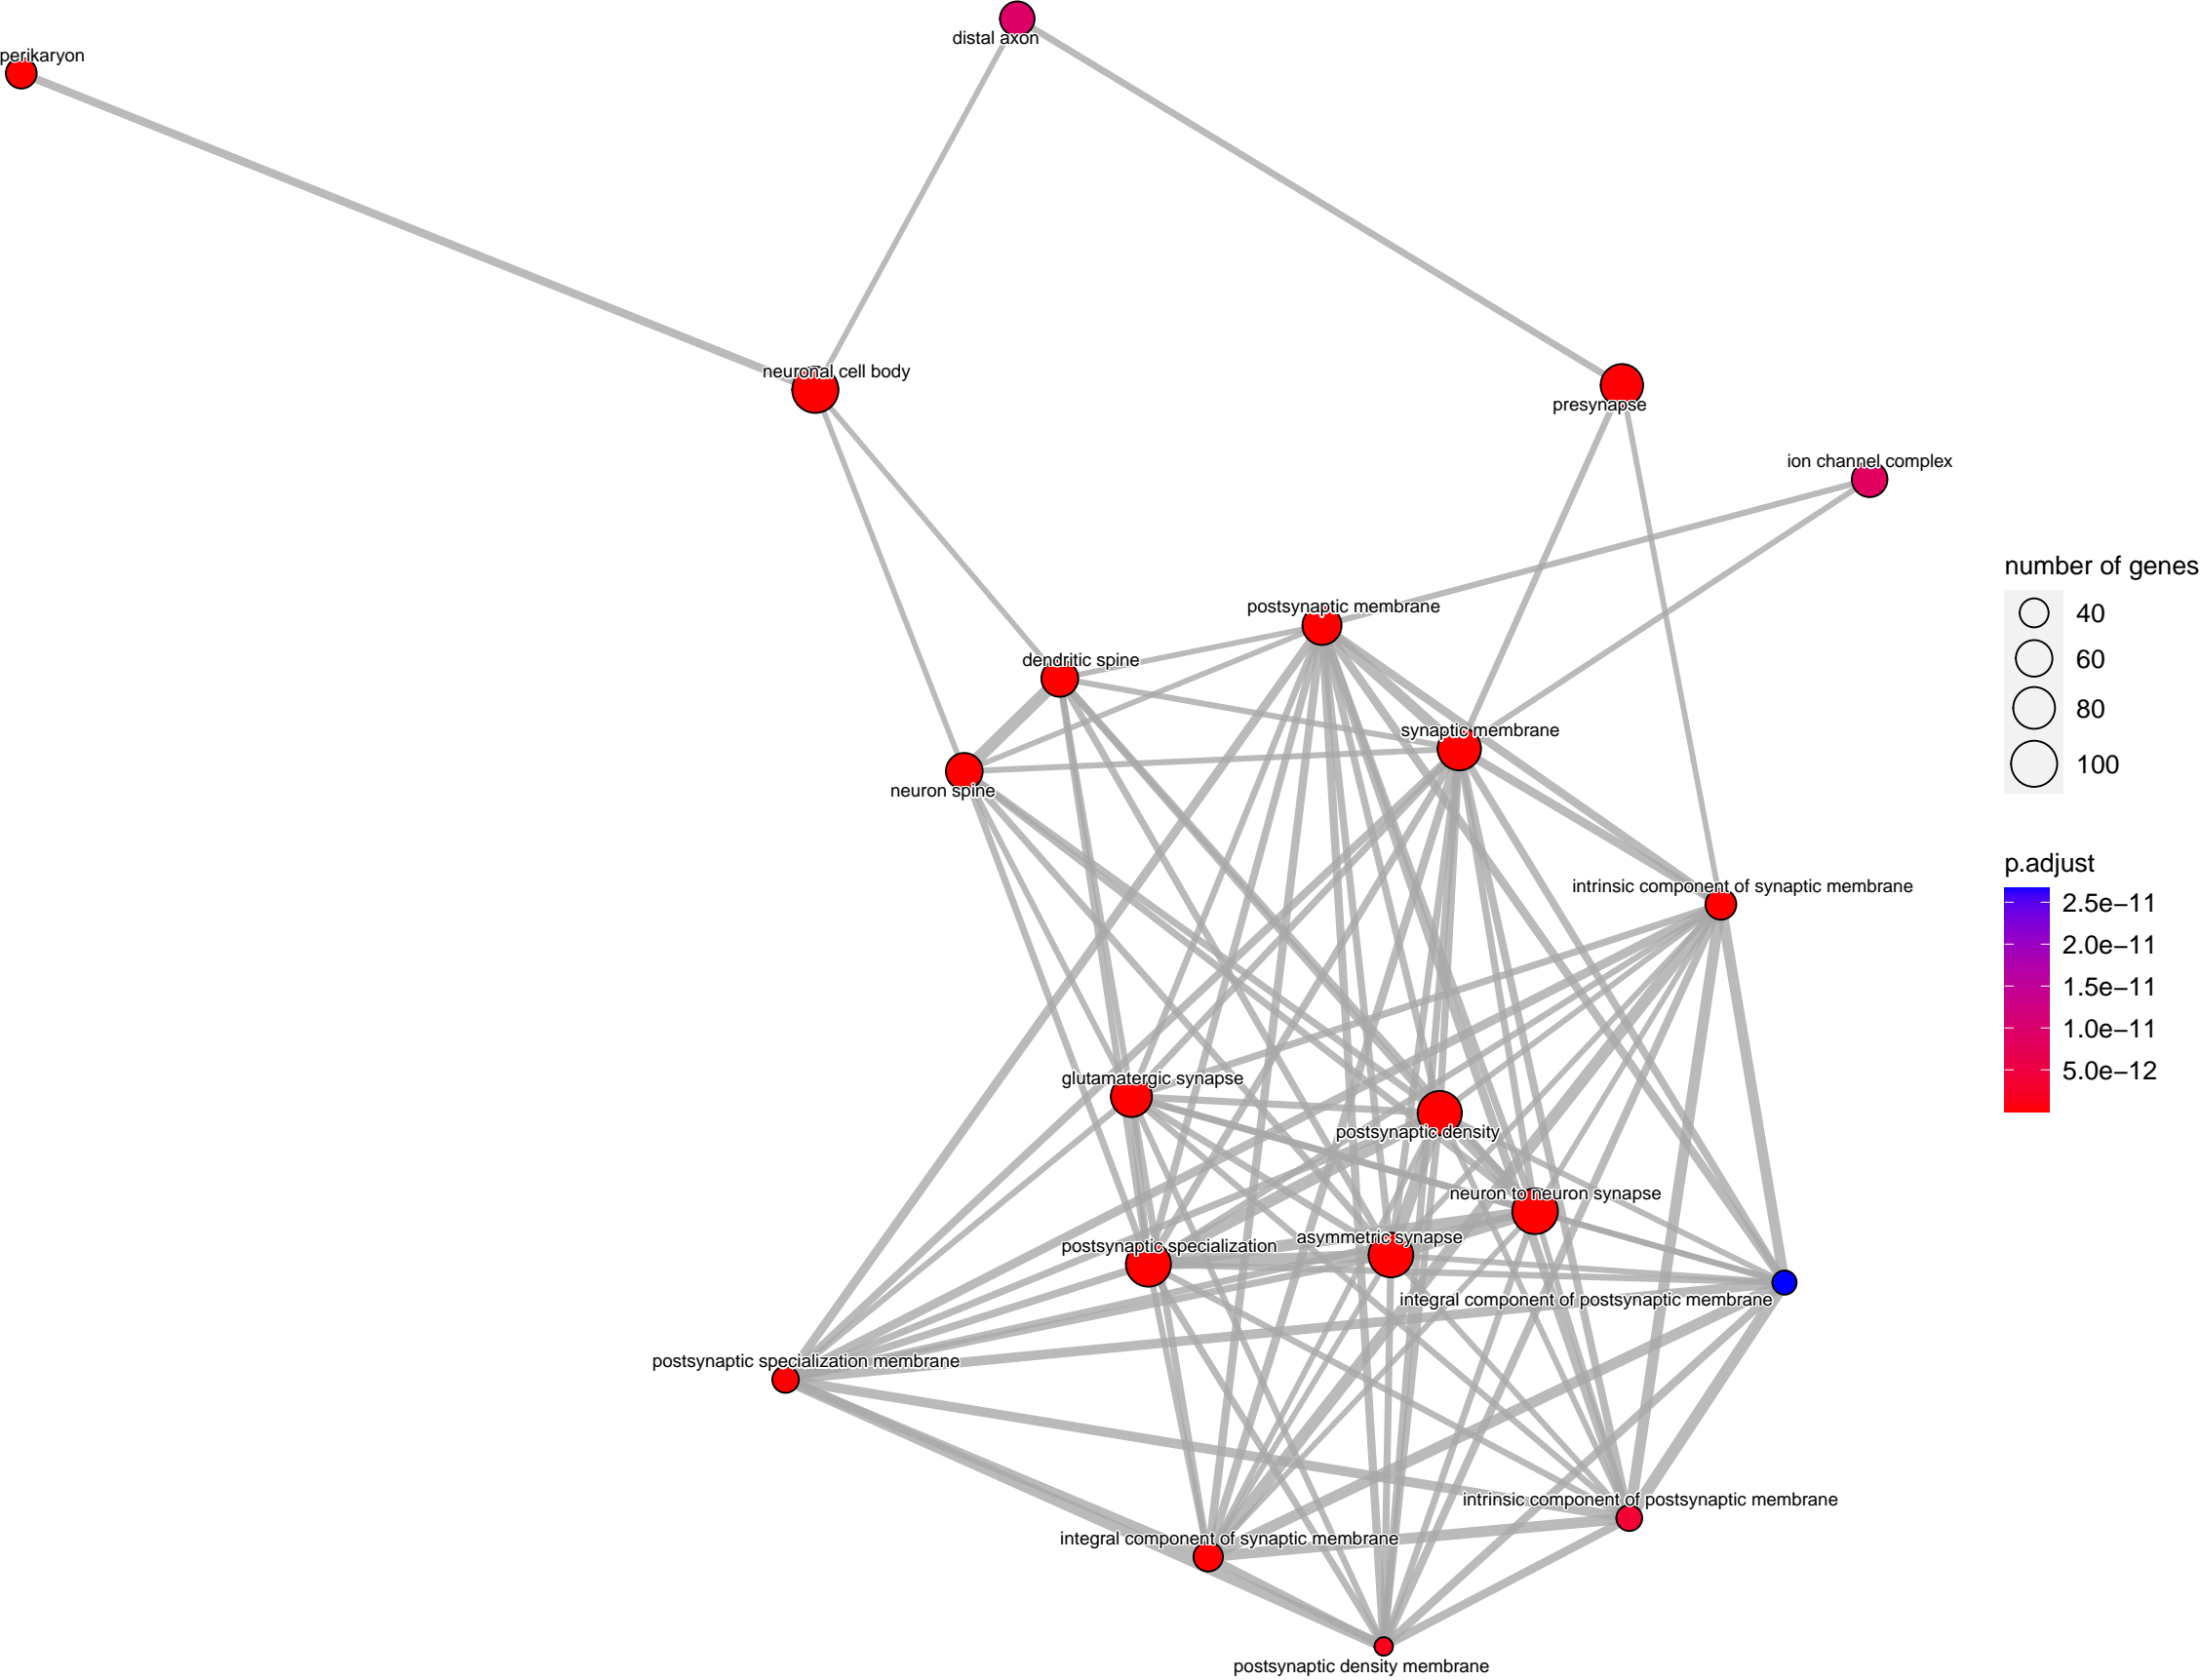 distal axon
perikaryon
neuronal cell body
presynapse
ion channel complex
number of genes
40
60
80
100
postsynaptic membrane
dendritic spine
synaptic membrane
neuron spine
p.adjust
2.5e−11
2.0e−11
1.5e−11
1.0e−11
5.0e−12
intrinsic component of synaptic membrane
glutamatergic synapse
postsynaptic density
neuron to neuron synapse
asymmetric synapse
postsynaptic specialization
integral component of postsynaptic membrane
postsynaptic specialization membrane
intrinsic component of postsynaptic membrane
integral component of synaptic membrane
postsynaptic density membrane